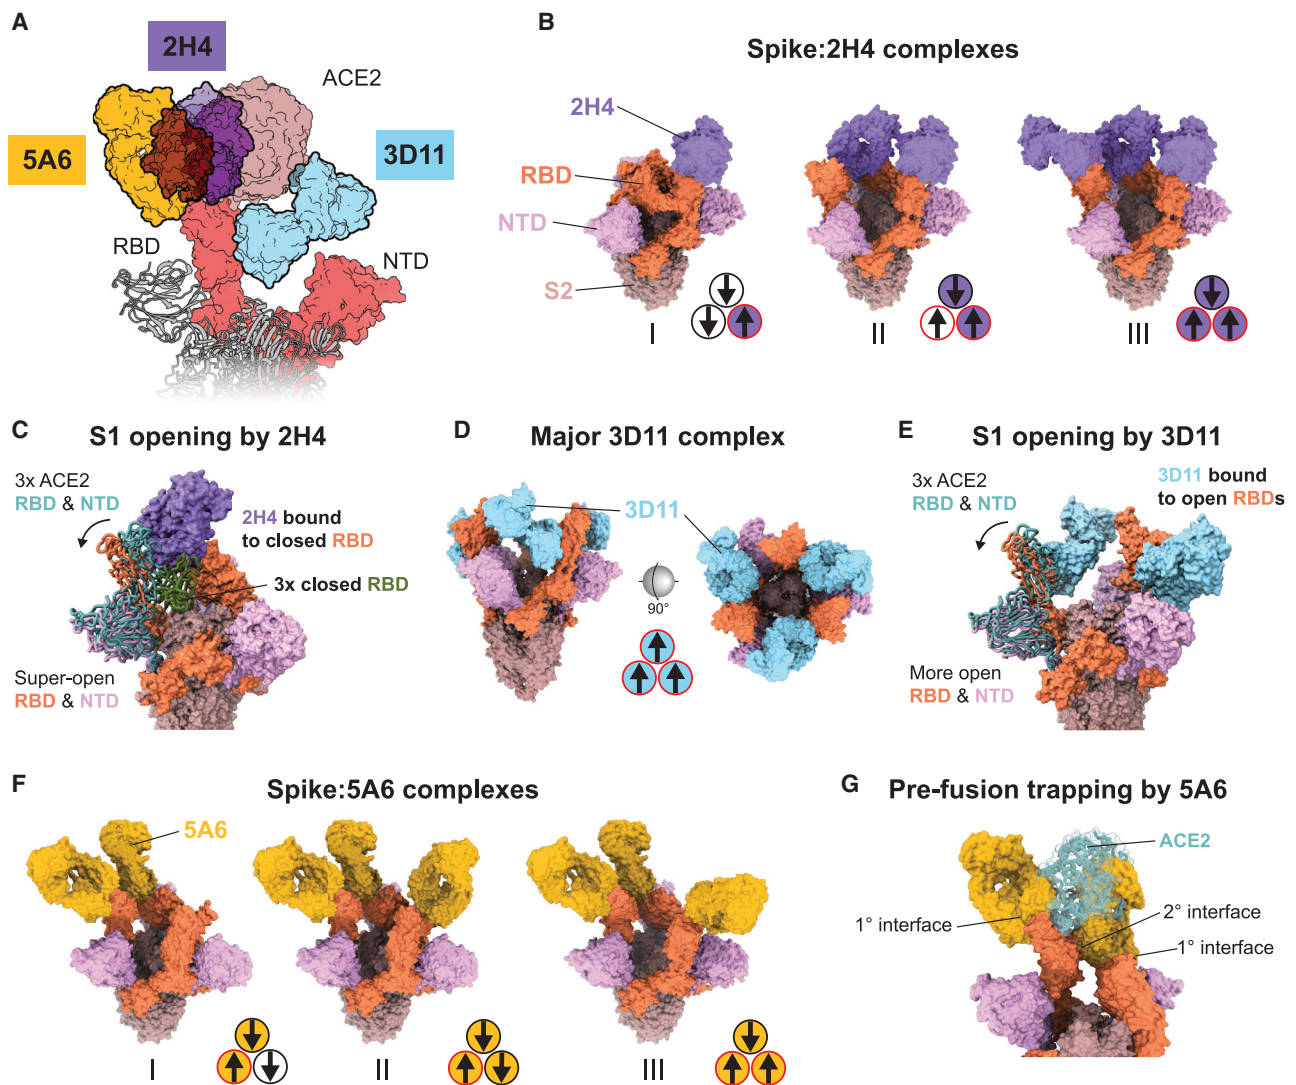 A
2H4
ACE2
5A6
3D11
RBD
NTD
B
Spike:2H4 complexes
2H4
RBD
NTD
S2
I
II
III
C
S1 opening by 2H4
3x ACE2
RBD & NTD
2H4 bound
to closed RBD
3x closed RBD
Super-open
RBD & NTD
D
Major 3D11 complex
3D11
90°
E
S1 opening by 3D11
3x ACE2
RBD & NTD
3D11 bound
to open RBDs
More open
RBD & NTD
F
Spike:5A6 complexes
5A6
I
II
III
G
Pre-fusion trapping by 5A6
ACE2
1° interface
2° interface
1° interface